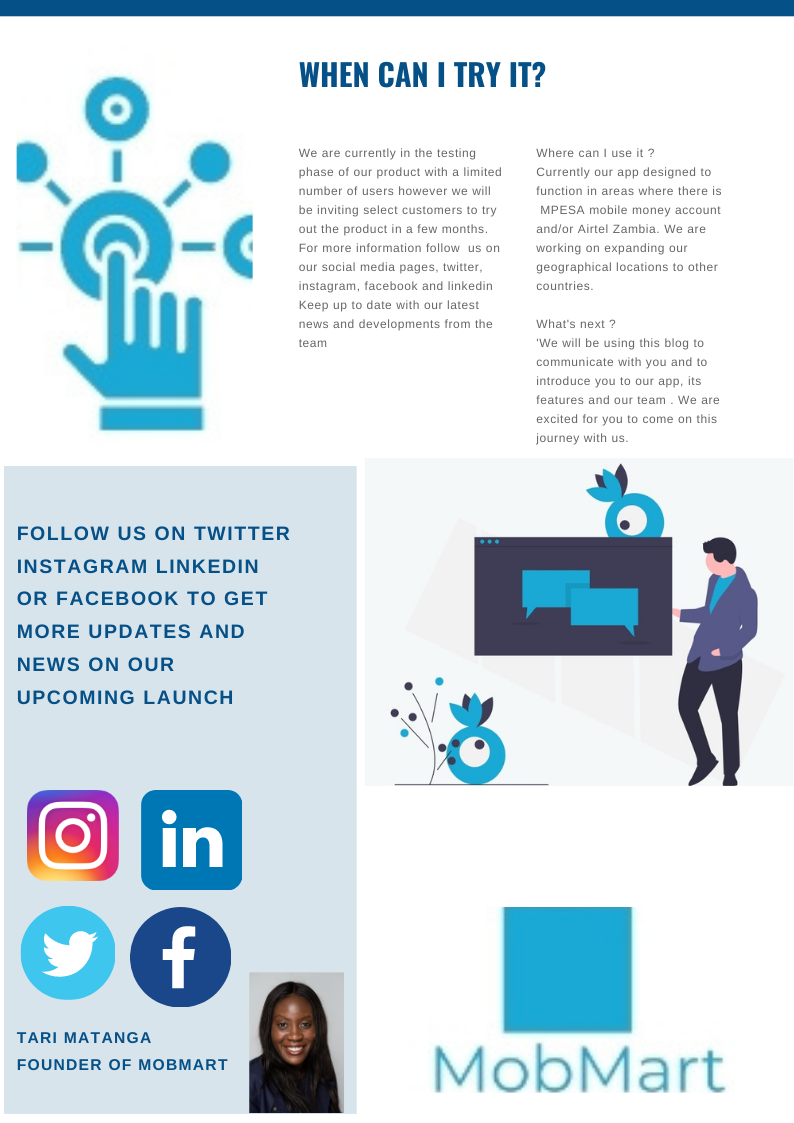 WHEN CAN I TRY IT?
We are currently in the testing
phase of our product with a limited
number of users however we will
be inviting select customers to try
out the product in a few months.
For more information follow  us on
our social media pages, twitter,
instagram, facebook and linkedin
Keep up to date with our latest
news and developments from the
team
Where can I use it ?
Currently our app designed to
function in areas where there is
MPESA mobile money account
and/or Airtel Zambia. We are
working on expanding our
geographical locations to other
countries.
What's next ?
'We will be using this blog to
communicate with you and to
introduce you to our app, its
features and our team . We are
excited for you to come on this
journey with us.
FOLLOW US ON TWITTER
INSTAGRAM LINKEDIN
OR FACEBOOK TO GET
MORE UPDATES AND
NEWS ON OUR
UPCOMING LAUNCH
in
f
TARI MATANGA
FOUNDER OF MOBMART
MobMart